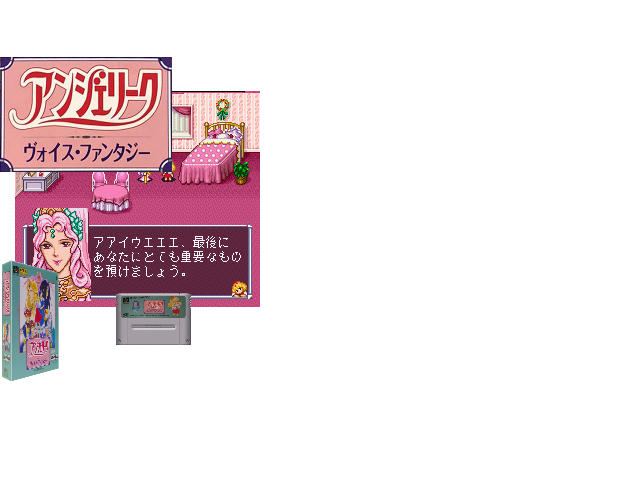 アンジェリーク
ヴォイス・ファンタジー
アアイウエエエ、最後に
あなたにとても重要なもの
を預けましょう。